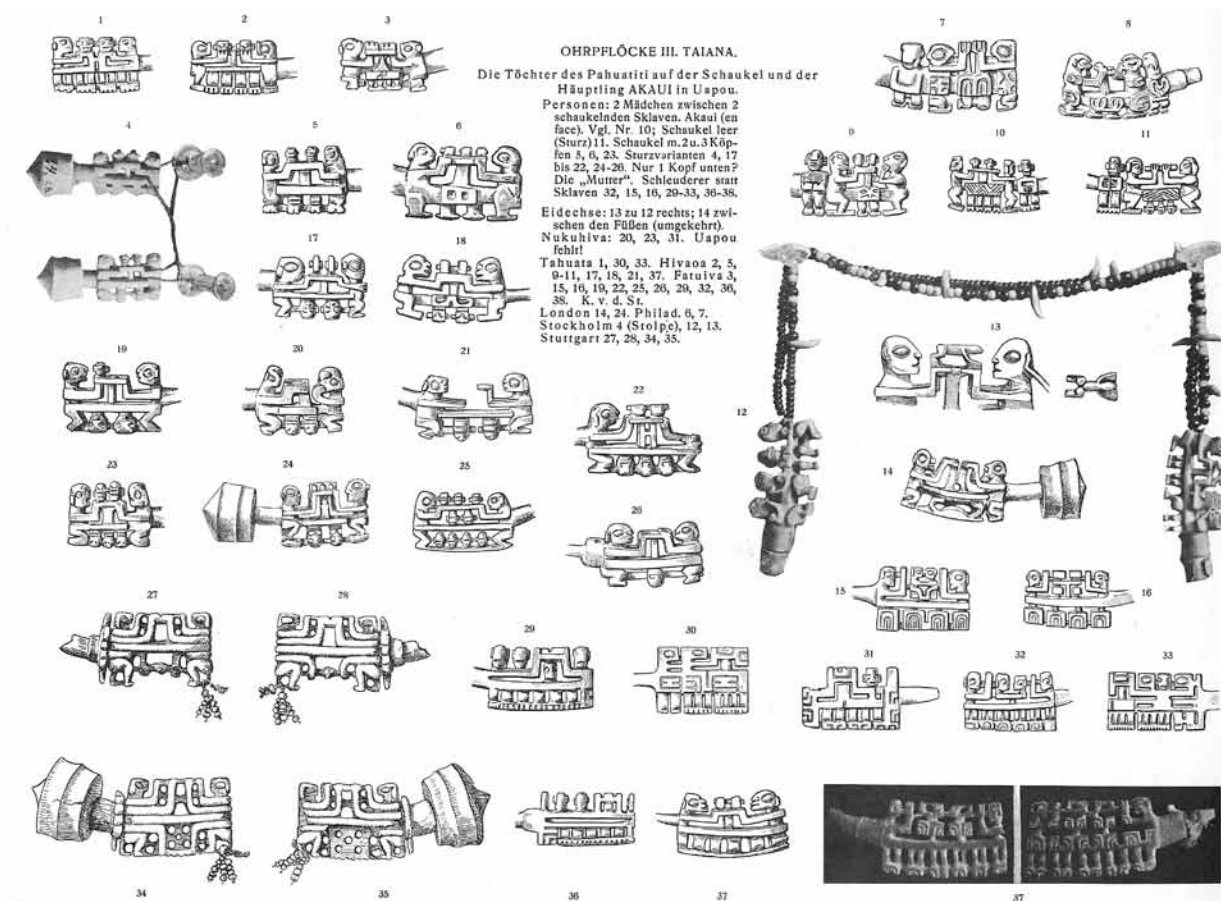 1
2
3
OHRPFLÖCKE III. TAIANA.
Die Töchter des Pahuatiti auf der Schaukel und der
Häuptling AKAUI in Uapou.
Personen: 2 Mädchen zwischen 2
schaukelnden Sklaven. Akaui (en
face). Vgl. Nr. 10; Schaukel leer
(Sturz) 11. Schaukel m. 2 u. 3 Köp-
fen 5, 6, 23. Sturzvarianten 4, 17
bis 22, 24-26. Nur 1 Kopf unten?
Die „Mutter“. Schleuderer statt
Sklaven 32, 15, 16, 29-33, 36-38.
Eidechse: 13 zu 12 rechts; 14 zwi-
schen den Füßen (umgekehrt).
Nukuhiva: 20, 23, 31. Uapou
fehlt!
Tahuata 1, 30, 33. Hivaoa 2, 5,
9-11, 17, 18, 21, 37. Fatuiva 3,
15, 16, 19, 22, 25, 26, 29, 32, 36,
38. K. v. d. St.
London 14, 24. Philad. 6, 7.
Stockholm 4 (Stolpe), 12, 13.
Stuttgart 27, 28, 34, 35.
7
8
4
5
6
9
10
11
17
18
13
19
20
21
22
12
14
23
24
25
26
15
16
27
28
29
30
31
32
33
34
35
36
37
37